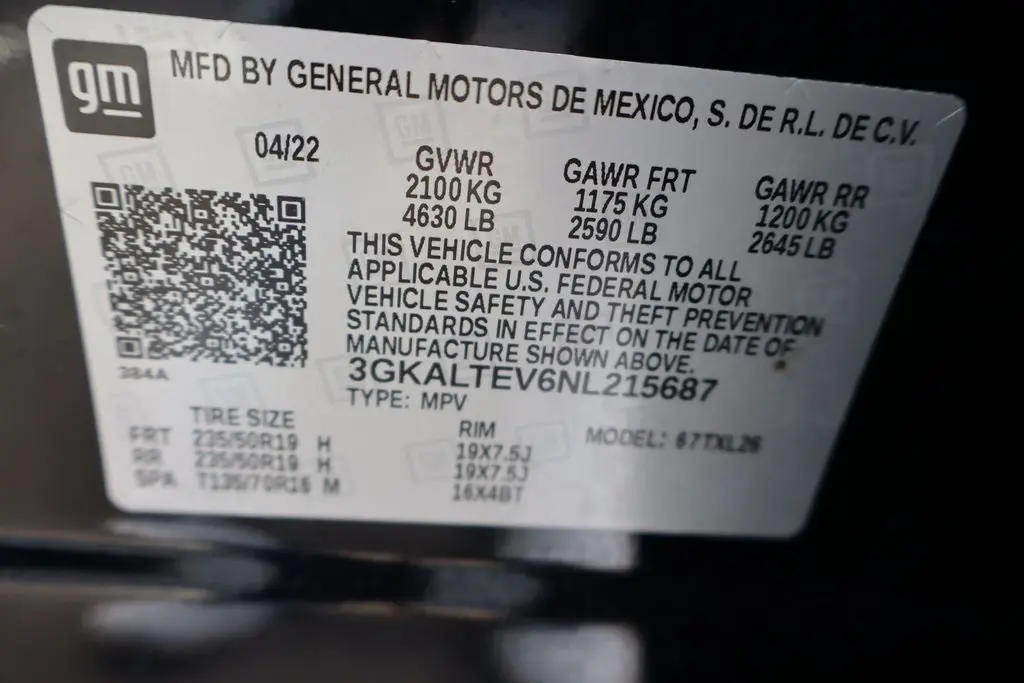 gm
MFD BY GENERAL MOTORS DE MEXICO, S. DE R.L. DE C.V.
04/22
GVWR
2100 KG
4630 LB
GAWR FRT
1175 KG
2590 LB
GAWR RR
1200 KG
2645 LB
THIS VEHICLE CONFORMS TO ALL
APPLICABLE U.S. FEDERAL MOTOR
VEHICLE SAFETY AND THEFT PREVENTION
STANDARDS IN EFFECT ON THE DATE OF
MANUFACTURE SHOWN ABOVE.
3GKALTEV6NL215687
TYPE: MPV
384A
TIRE SIZE
FRT 235/50R19 H
RR 235/50R19 H
SPA T135/70R16 M
RIM
19X7.5J
19X7.5J
16X4BT
MODEL: 67TXL26